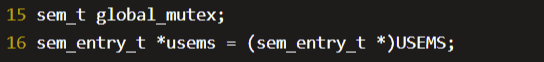 15 sem_t global_mutex;
16 sem_entry_t *usems = (sem_entry_t *)USEMS;